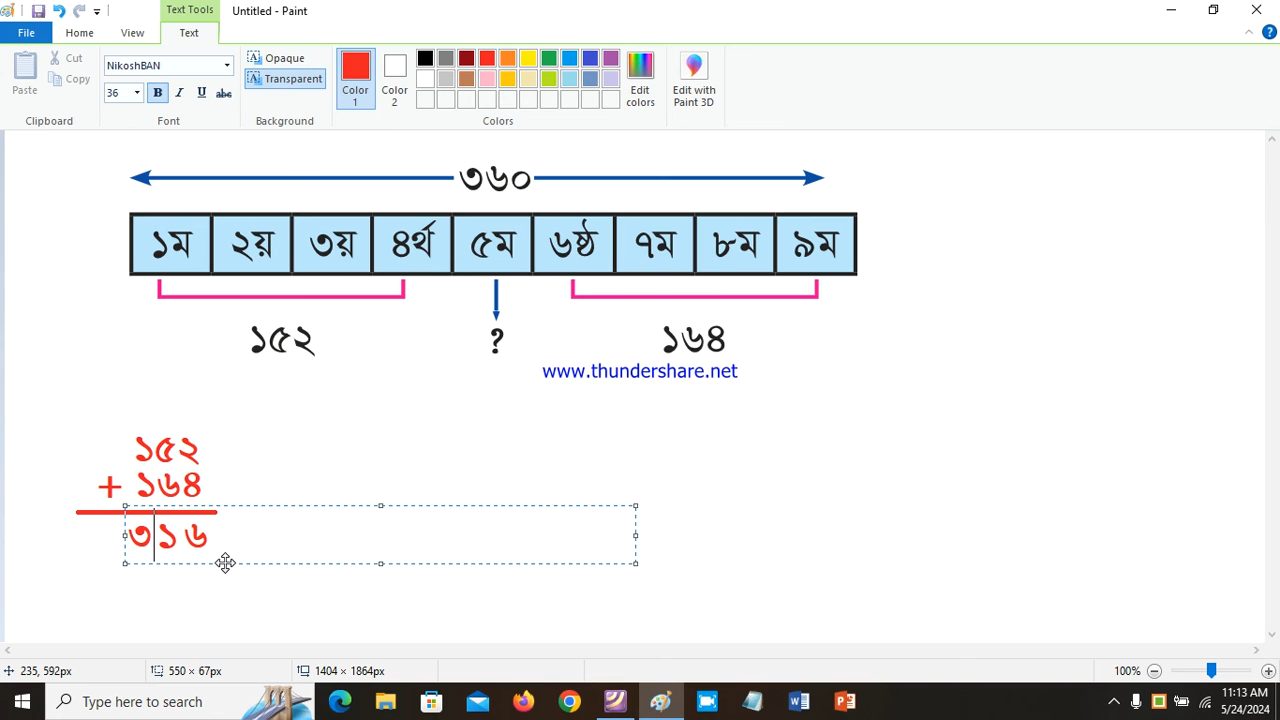 Text Tools
Untitled - Paint
File Home View Text
Paste
Cut
Copy
Clipboard
NikoshBAN
36 B I U abc
Font
Opaque
Transparent
Background
Color 1
Color 2
Edit colors
Colors
Edit with Paint 3D
৩৬০
১ম ২য় ৩য় ৪র্থ ৫ম ৬ষ্ঠ ৭ম ৮ম ৯ম
১৫২ ? ১৬৪
www.thundershare.net
১৫২
+ ১৬৪
৩১৬
235, 592px 550 × 67px 1404 × 1864px 100%
Type here to search
11:13 AM
5/24/2024